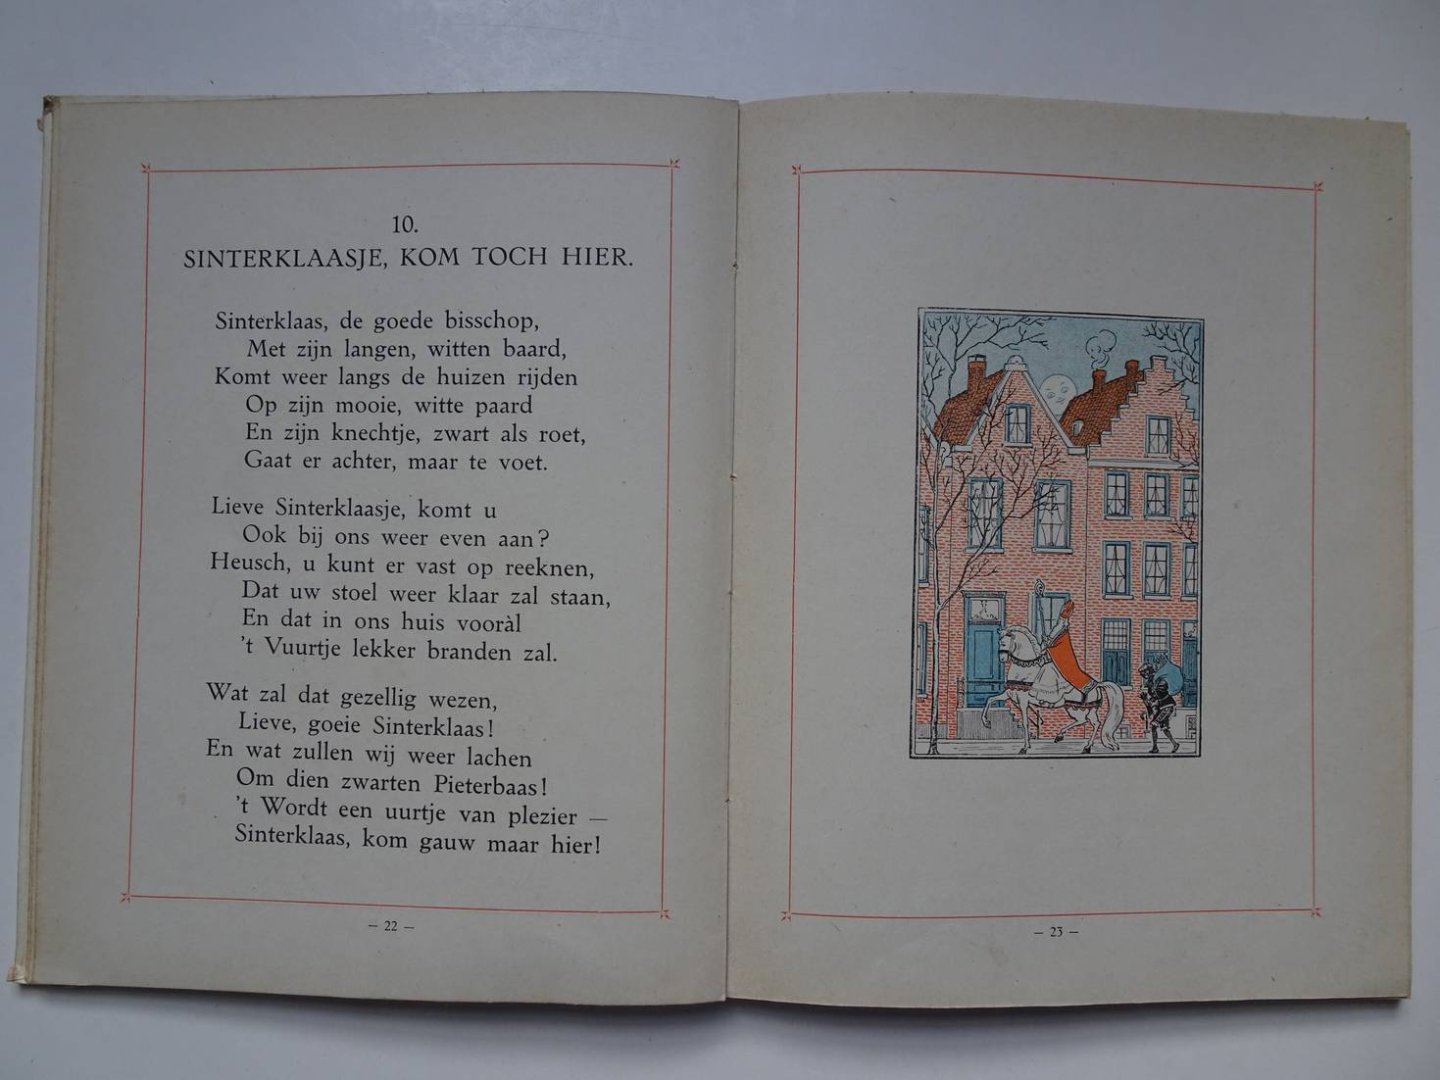 10.
SINTERKLAASJE, KOM TOCH HIER.
Sinterklaas, de goede bisschop,
Met zijn langen, witten baard,
Komt weer langs de huizen rijden
Op zijn mooie, witte paard
En zijn knechtje, zwart als roet,
Gaat er achter, maar te voet.
Lieve Sinterklaasje, komt u
Ook bij ons weer even aan?
Heusch, u kunt er vast op reeknen,
Dat uw stoel weer klaar zal staan,
En dat in ons huis vooràl
't Vuurtje lekker branden zal.
Wat zal dat gezellig wezen,
Lieve, goeie Sinterklaas!
En wat zullen wij weer lachen
Om dien zwarten Pieterbaas!
't Wordt een uurtje van plezier —
Sinterklaas, kom gauw maar hier!
— 22 —
— 23 —